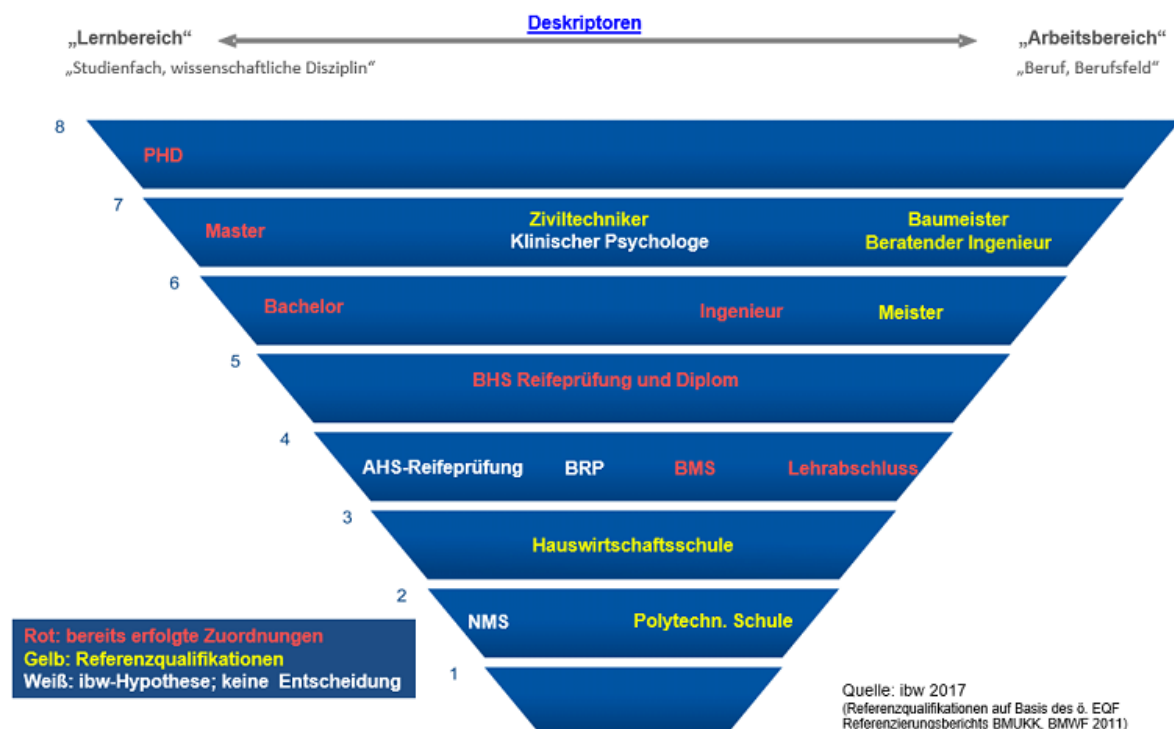 Deskriptoren
„Lernbereich“
„Arbeitsbereich“
„Studienfach, wissenschaftliche Disziplin“
„Beruf, Berufsfeld“
8
PHD
7
Master
Ziviltechniker
Klinischer Psychologe
Baumeister
Beratender Ingenieur
6
Bachelor
Ingenieur
Meister
5
BHS Reifeprüfung und Diplom
4
AHS-Reifeprüfung
BRP
BMS
Lehrabschluss
3
Hauswirtschaftsschule
2
NMS
Polytechn. Schule
1
Rot: bereits erfolgte Zuordnungen
Gelb: Referenzqualifikationen
Weiß: ibw-Hypothese; keine Entscheidung
Quelle: ibw 2017
(Referenzqualifikationen auf Basis des ö. EQF
Referenzierungsberichts BMUKK, BMWF 2011)